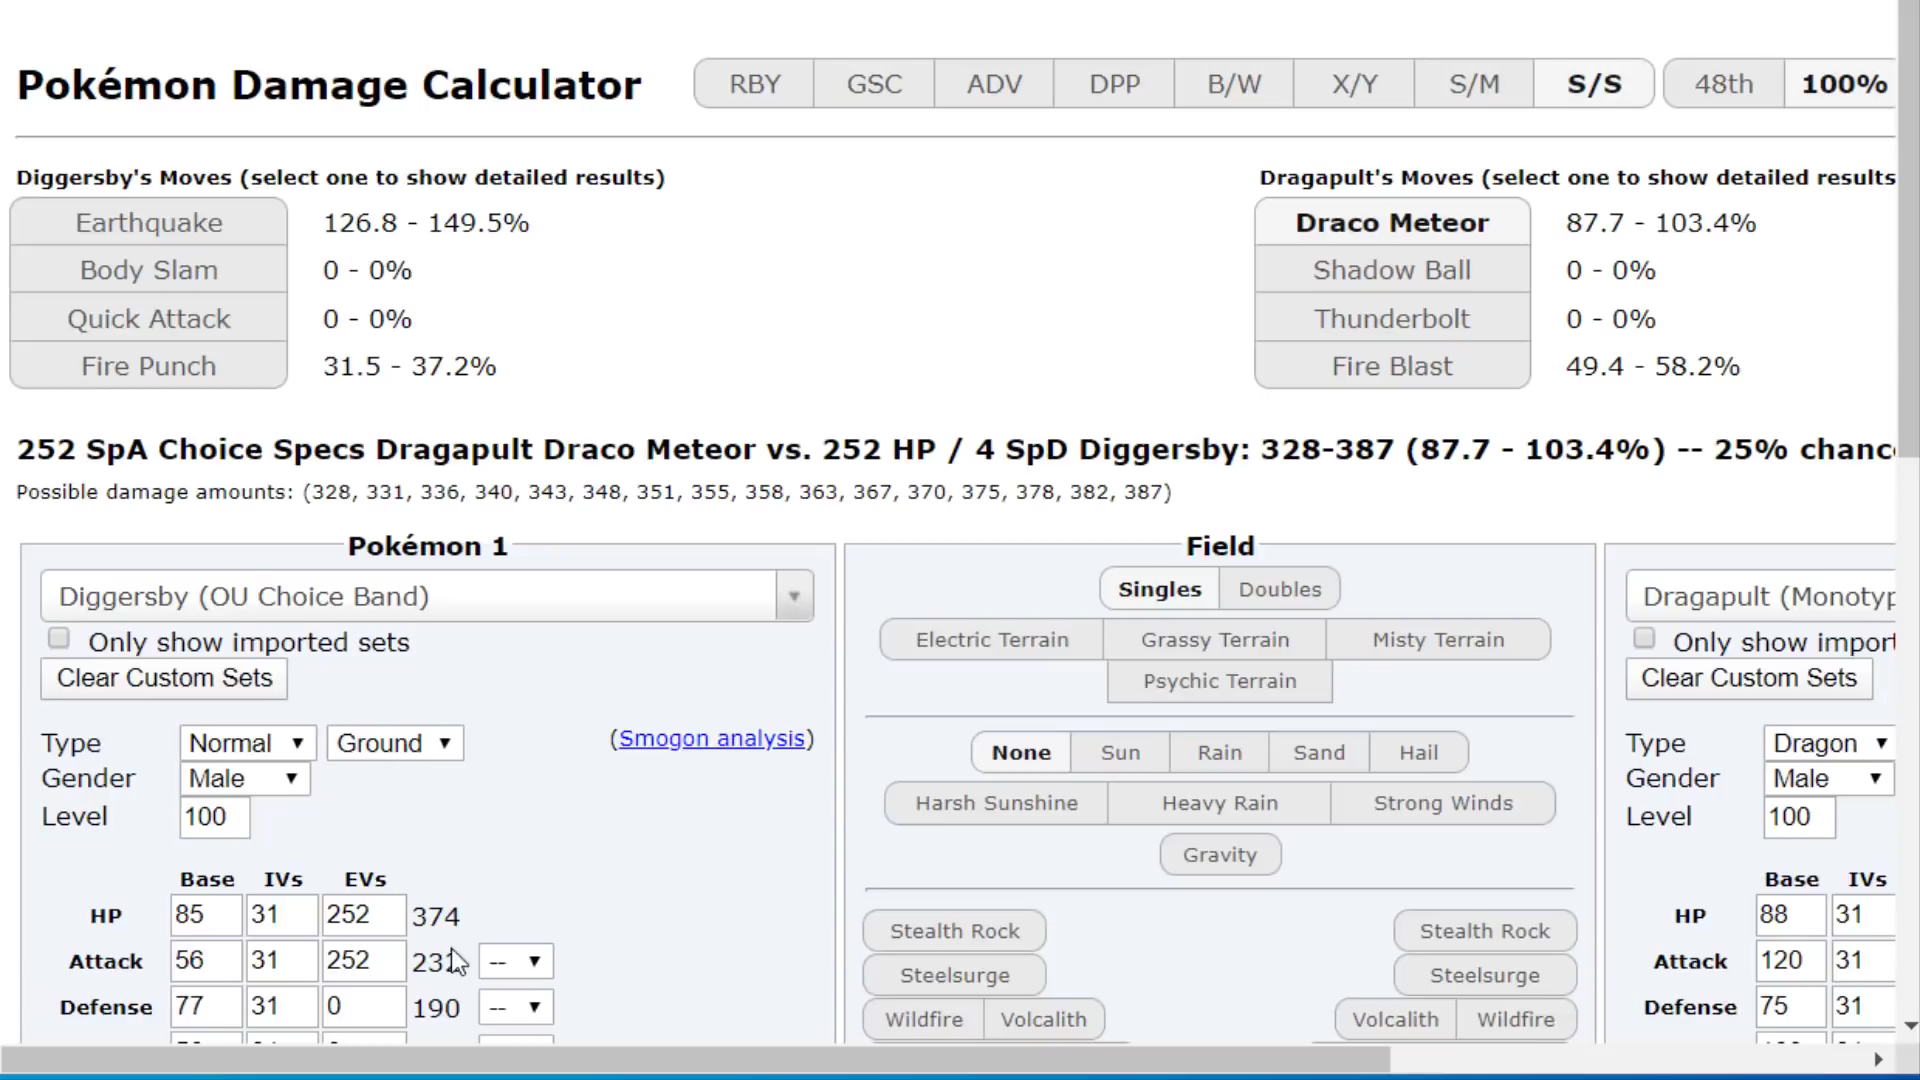 Pokémon Damage Calculator
RBY GSC ADV DPP B/W X/Y S/M S/S 48th 100%
Diggersby's Moves (select one to show detailed results)
Earthquake 126.8 - 149.5%
Body Slam 0 - 0%
Quick Attack 0 - 0%
Fire Punch 31.5 - 37.2%
Dragapult's Moves (select one to show detailed results
Draco Meteor 87.7 - 103.4%
Shadow Ball 0 - 0%
Thunderbolt 0 - 0%
Fire Blast 49.4 - 58.2%
252 SpA Choice Specs Dragapult Draco Meteor vs. 252 HP / 4 SpD Diggersby: 328-387 (87.7 - 103.4%) -- 25% chanc
Possible damage amounts: (328, 331, 336, 340, 343, 348, 351, 355, 358, 363, 367, 370, 375, 378, 382, 387)
Pokémon 1
Diggersby (OU Choice Band)
Only show imported sets
Clear Custom Sets
Type Normal Ground (Smogon analysis)
Gender Male
Level 100
Base IVs EVs
HP 85 31 252 374
Attack 56 31 252 --
Defense 77 31 0 190 --
Field
Singles Doubles
Electric Terrain Grassy Terrain Misty Terrain
Psychic Terrain
None Sun Rain Sand Hail
Harsh Sunshine Heavy Rain Strong Winds
Gravity
Stealth Rock Stealth Rock
Steelsurge Steelsurge
Wildfire Volcalith Volcalith Wildfire
Dragapult (Monotyp
Only show import
Clear Custom Sets
Type Dragon
Gender Male
Level 100
Base IVs
HP 88 31
Attack 120 31
Defense 75 31